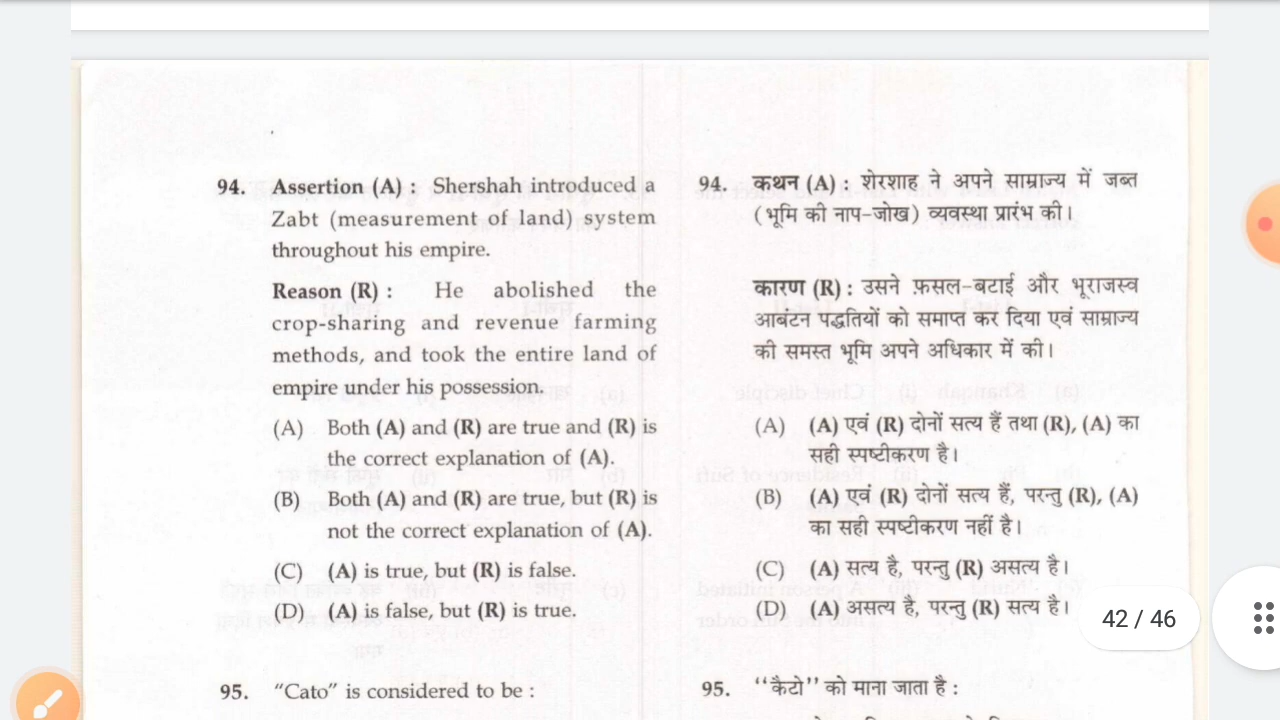 94. Assertion (A) : Shershah introduced a
Zabt (measurement of land) system
throughout his empire.
Reason (R) : He abolished the
crop-sharing and revenue farming
methods, and took the entire land of
empire under his possession.
(A) Both (A) and (R) are true and (R) is
the correct explanation of (A).
(B) Both (A) and (R) are true, but (R) is
not the correct explanation of (A).
(C) (A) is true, but (R) is false.
(D) (A) is false, but (R) is true.
95. “Cato” is considered to be :
94. कथन (A) : शेरशाह ने अपने साम्राज्य में जब्त
(भूमि की नाप-जोख) व्यवस्था प्रारंभ की।
कारण (R) : उसने फ़सल-बटाई और भूराजस्व
आबंटन पद्धतियों को समाप्त कर दिया एवं साम्राज्य
की समस्त भूमि अपने अधिकार में की।
(A) (A) एवं (R) दोनों सत्य हैं तथा (R), (A) का
सही स्पष्टीकरण है।
(B) (A) एवं (R) दोनों सत्य हैं, परन्तु (R), (A)
का सही स्पष्टीकरण नहीं है।
(C) (A) सत्य है, परन्तु (R) असत्य है।
(D) (A) असत्य है, परन्तु (R) सत्य है।
95. ‘‘कैटो’’ को माना जाता है :
42 / 46